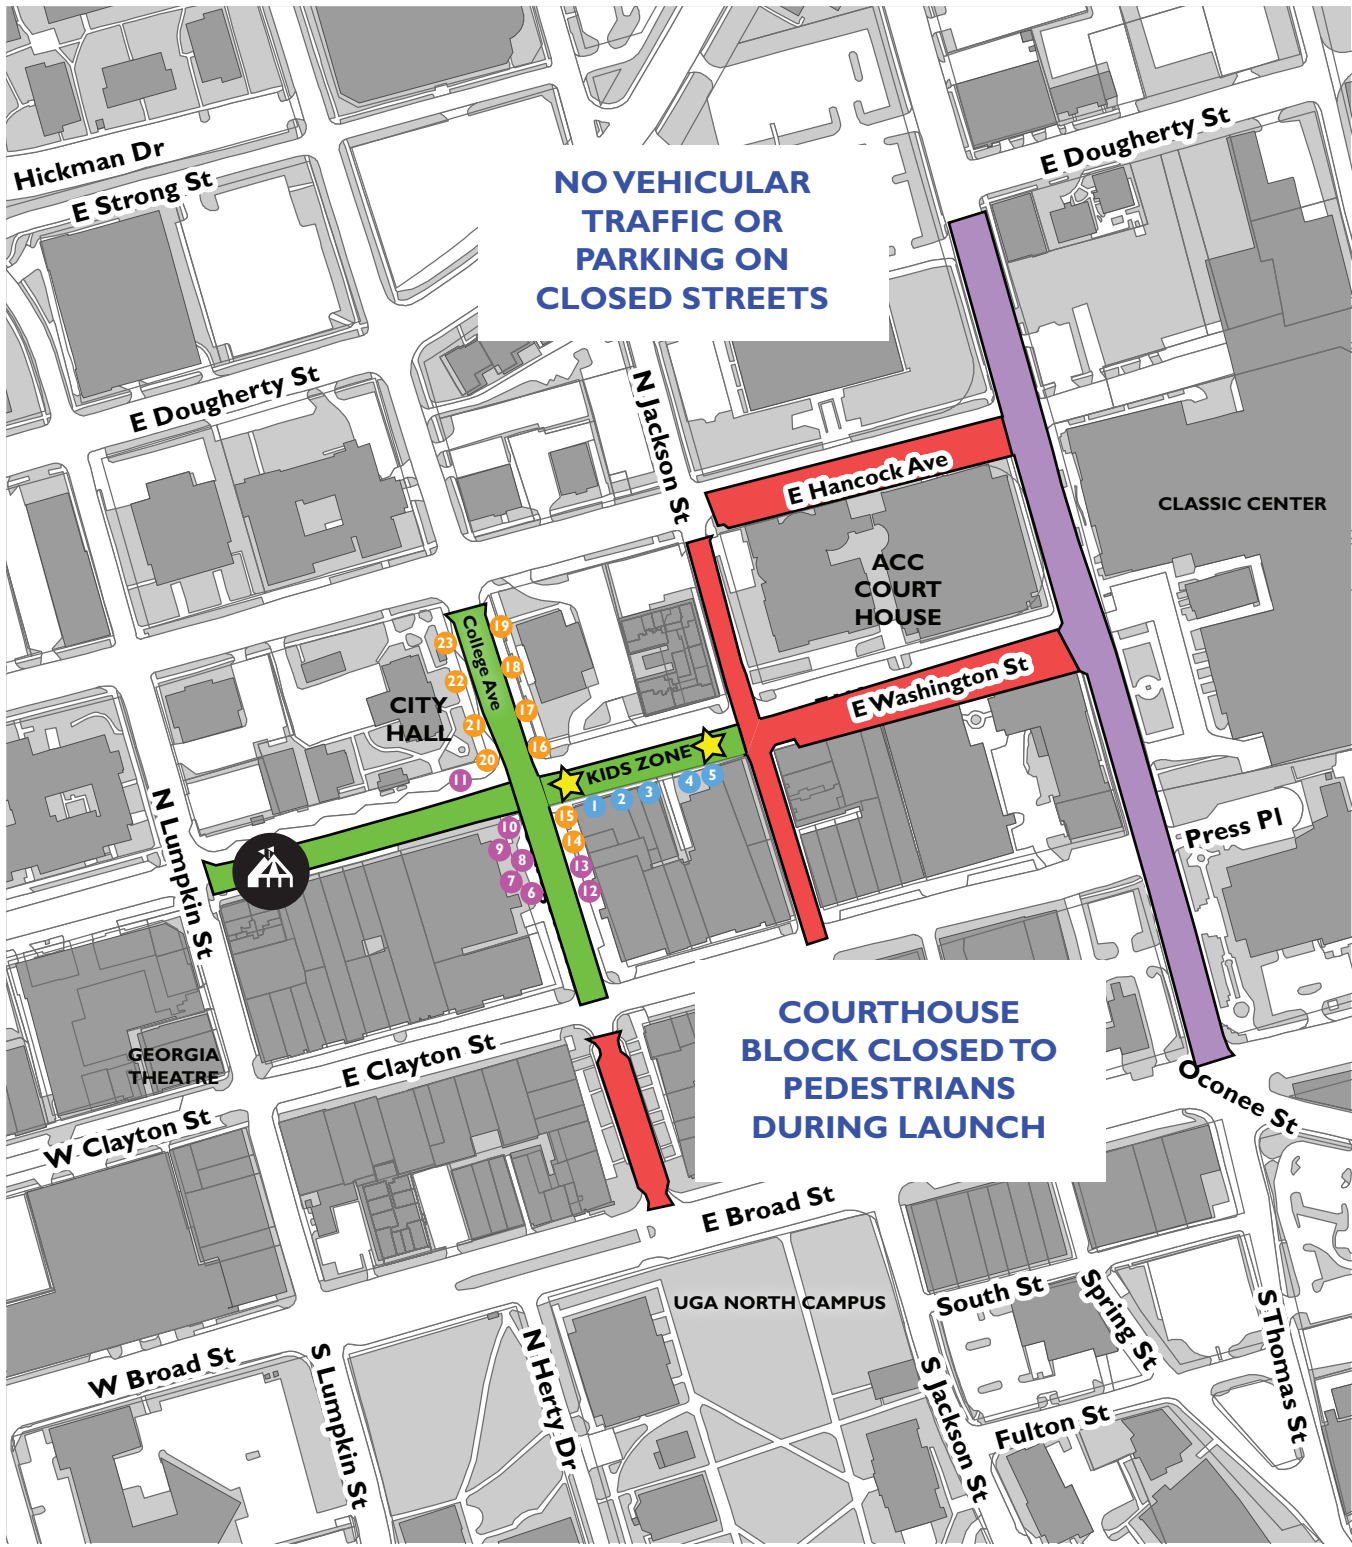 Hickman Dr
E Strong St
NO VEHICULAR
TRAFFIC OR
PARKING ON
CLOSED STREETS
E Dougherty St
E Dougherty St
N Jackson St
E Hancock Ave
CLASSIC CENTER
ACC
COURT
HOUSE
College Ave
19
23
18
22
CITY
HALL
17
21
16
20
E Washington St
KIDS ZONE
11
1
2
3
4
5
15
14
13
12
10
9
8
7
6
N Lumpkin St
Press Pl
GEORGIA
THEATRE
E Clayton St
W Clayton St
COURTHOUSE
BLOCK CLOSED TO
PEDESTRIANS
DURING LAUNCH
Oconee St
E Broad St
UGA NORTH CAMPUS
South St
Spring St
S Thomas St
W Broad St
S Lumpkin St
N Herty Dr
S Jackson St
Fulton St